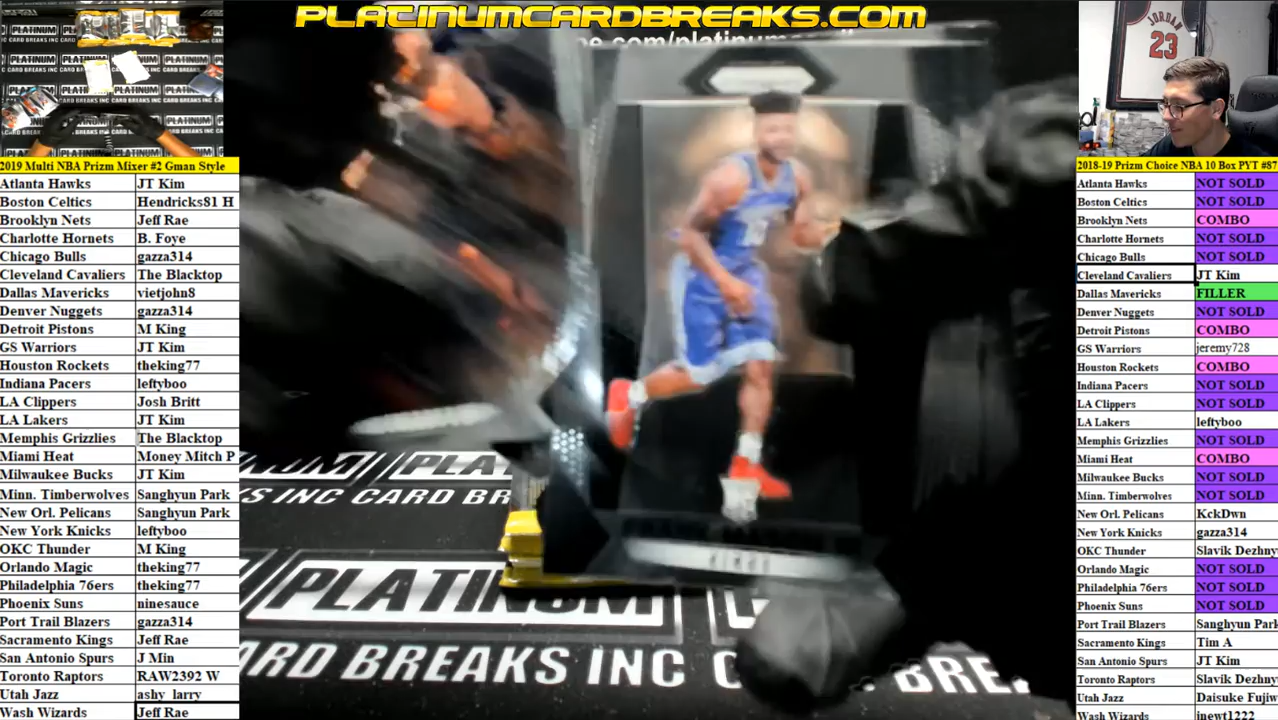 PLATINUMCARDBREAKS.COM
2019 Multi NBA Prizm Mixer #2 Gman Style
Atlanta Hawks JT Kim
Boston Celtics Hendricks81 H
Brooklyn Nets Jeff Rae
Charlotte Hornets B. Foye
Chicago Bulls gazza314
Cleveland Cavaliers The Blacktop
Dallas Mavericks vietjohn8
Denver Nuggets gazza314
Detroit Pistons M King
GS Warriors JT Kim
Houston Rockets theking77
Indiana Pacers leftyboo
LA Clippers Josh Britt
LA Lakers JT Kim
Memphis Grizzlies The Blacktop
Miami Heat Money Mitch P
Milwaukee Bucks JT Kim
Minn. Timberwolves Sanghyun Park
New Orl. Pelicans Sanghyun Park
New York Knicks leftyboo
OKC Thunder M King
Orlando Magic theking77
Philadelphia 76ers theking77
Phoenix Suns ninesauce
Port Trail Blazers gazza314
Sacramento Kings Jeff Rae
San Antonio Spurs J Min
Toronto Raptors RAW2392 W
Utah Jazz ashy_larry
Wash Wizards Jeff Rae
KINGS
PLATINUM
PLATINUM
INC CARD BR
PLATINUM
ARD BREAKS INC CARD BREA
JORDAN
23
2018-19 Prizm Choice NBA 10 Box PYT #87
Atlanta Hawks NOT SOLD
Boston Celtics NOT SOLD
Brooklyn Nets COMBO
Charlotte Hornets NOT SOLD
Chicago Bulls NOT SOLD
Cleveland Cavaliers JT Kim
Dallas Mavericks FILLER
Denver Nuggets NOT SOLD
Detroit Pistons COMBO
GS Warriors jeremy728
Houston Rockets COMBO
Indiana Pacers NOT SOLD
LA Clippers NOT SOLD
LA Lakers leftyboo
Memphis Grizzlies NOT SOLD
Miami Heat COMBO
Milwaukee Bucks NOT SOLD
Minn. Timberwolves NOT SOLD
New Orl. Pelicans KckDwn
New York Knicks gazza314
OKC Thunder Slavik Dezhny
Orlando Magic NOT SOLD
Philadelphia 76ers NOT SOLD
Phoenix Suns NOT SOLD
Port Trail Blazers Sanghyun Par
Sacramento Kings Tim A
San Antonio Spurs JT Kim
Toronto Raptors Slavik Dezhny
Utah Jazz Daisuke Fujiw
Wash Wizards inewt1222